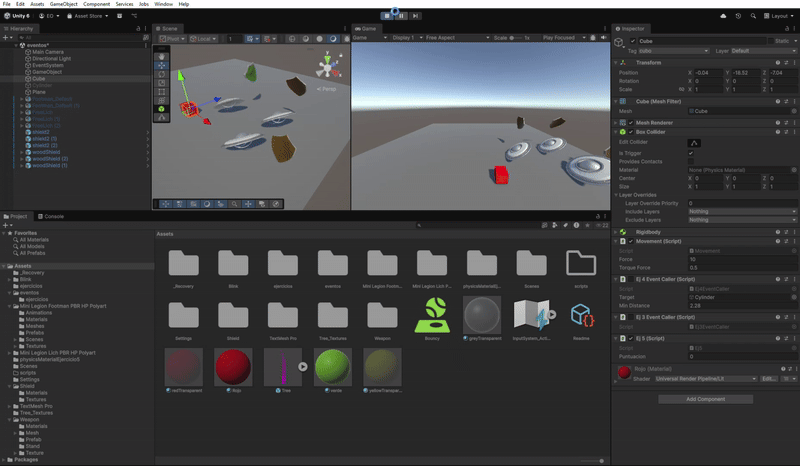 File Edit Assets GameObject Component Services Jobs Window Help
Unity 6 EO Asset Store Layout
Hierarchy
All
eventos*
Main Camera
Directional Light
EventSystem
GameObject
Cube
Cylinder
Plane
shield3
shield2 (1)
shield2 (2)
woodShield
woodShield (2)
woodShield (1)
Scene
Pivot Local 1
Persp
Game
Game Display 1 Free Aspect Scale 1x Play Focused
Inspector
Cube Static
Tag cubo Layer Default
Transform
Position X -0.04 Y -19.52 Z -7.04
Rotation X 0 Y 0 Z 0
Scale X 1 Y 1 Z 1
Cube (Mesh Filter)
Mesh Cube
Mesh Renderer
Box Collider
Edit Collider
Is Trigger
Provides Contacts
Material None (Physics Material)
Center X 0 Y 0 Z 0
Size X 1 Y 1 Z 1
Layer Overrides
Layer Override Priority 0
Include Layers Nothing
Exclude Layers Nothing
Rigidbody
Movement (Script)
Script Movement
Force 10
Torque Force 0.5
Ej 4 Event Caller (Script)
Script Ej4EventCaller
Target Cylinder
Min Distance 2.28
Ej 3 Event Caller (Script)
Script Ej3EventCaller
Ej 5 (Script)
Script Ej5
Puntuacion 0
Rojo (Material)
Shader Universal Render Pipeline/Lit Edit...
Add Component
Project Console
22
Favorites
All Materials
All Models
All Prefabs
Assets
_Recovery
Blink
ejercicios
eventos
ejercicios
Mini Legion Footman PBR HP Polyart
Animations
Materials
Meshes
Prefabs
Scenes
Textures
Mini Legion Lich PBR HP Polyart
physicsMaterialEjercicio5
Scenes
scripts
Settings
Shield
Materials
Textures
TextMesh Pro
Tree_Textures
Weapon
Materials
Mesh
Prefab
Stand
Texture
Packages
Assets
_Recovery Blink ejercicios eventos Mini Legion Footm... Mini Legion Lich P... physicsMaterialEj... Scenes scripts
Settings Shield TextMesh Pro Tree_Textures Weapon Bouncy greyTransparent InputSystem_Acti... Readme
redTransparent Rojo Tree verde yellowTranspar...